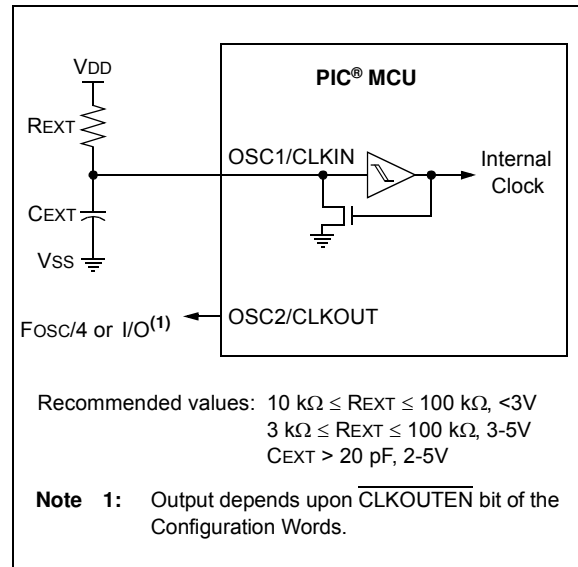 VDD
PIC® MCU
REXT
OSC1/CLKIN
Internal
Clock
CEXT
VSS
OSC2/CLKOUT
FOSC/4 or I/O(1)
Recommended values: 10 kΩ ≤ REXT ≤ 100 kΩ, <3V
3 kΩ ≤ REXT ≤ 100 kΩ, 3-5V
CEXT > 20 pF, 2-5V
Note 1: Output depends upon CLKOUTEN bit of the
Configuration Words.